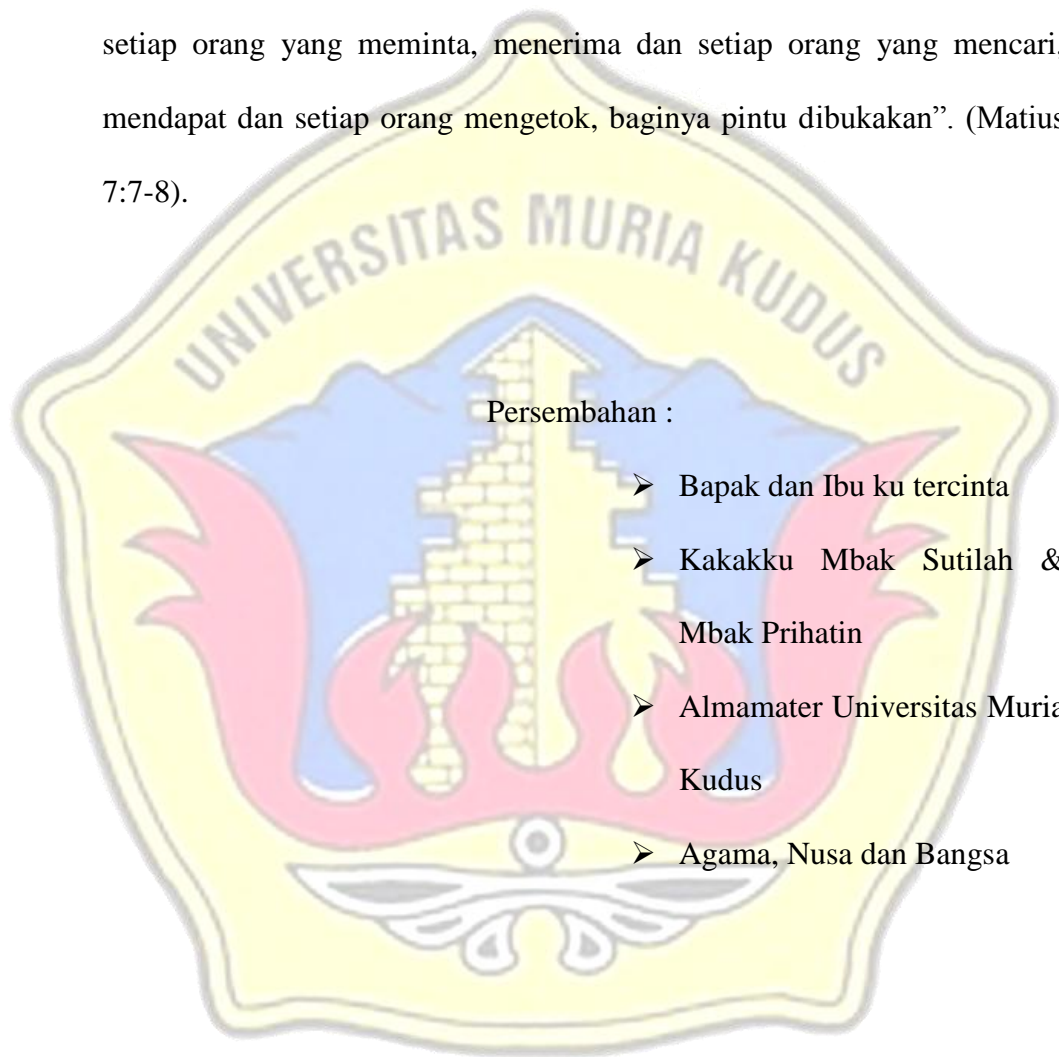 setiap orang yang meminta, menerima dan setiap orang yang mencari,
mendapat dan setiap orang mengetok, baginya pintu dibukakan”. (Matius
7:7-8).
UNIVERSITAS MURIA KUDUS
Persembahan :
➢ Bapak dan Ibu ku tercinta
➢ Kakakku Mbak Sutilah &
Mbak Prihatin
➢ Almamater Universitas Muria
Kudus
➢ Agama, Nusa dan Bangsa